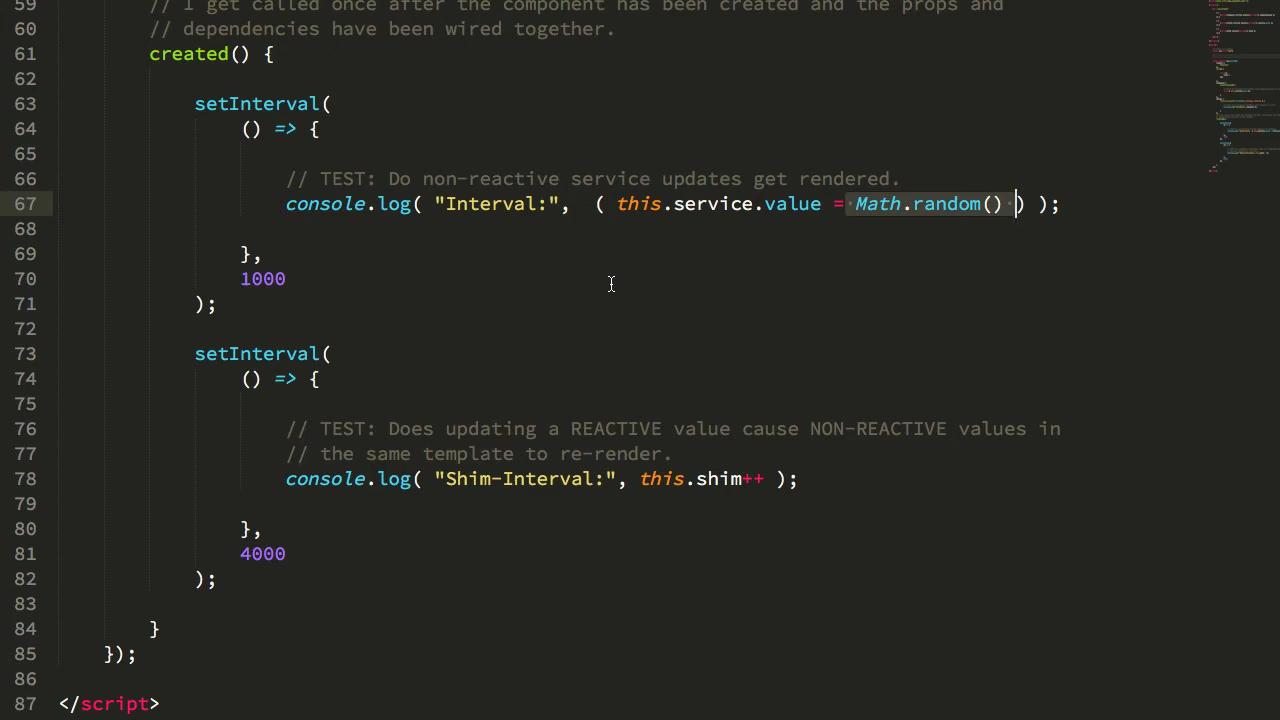 59 // I get called once after the component has been created and the props and
60 // dependencies have been wired together.
61 created() {
62
63 setInterval(
64 () => {
65
66 // TEST: Do non-reactive service updates get rendered.
67 console.log( "Interval:",  ( this.service.value = Math.random() ) );
68
69 },
70 1000
71 );
72
73 setInterval(
74 () => {
75
76 // TEST: Does updating a REACTIVE value cause NON-REACTIVE values in
77 // the same template to re-render.
78 console.log( "Shim-Interval:", this.shim++ );
79
80 },
81 4000
82 );
83
84 }
85 });
86
87 </script>